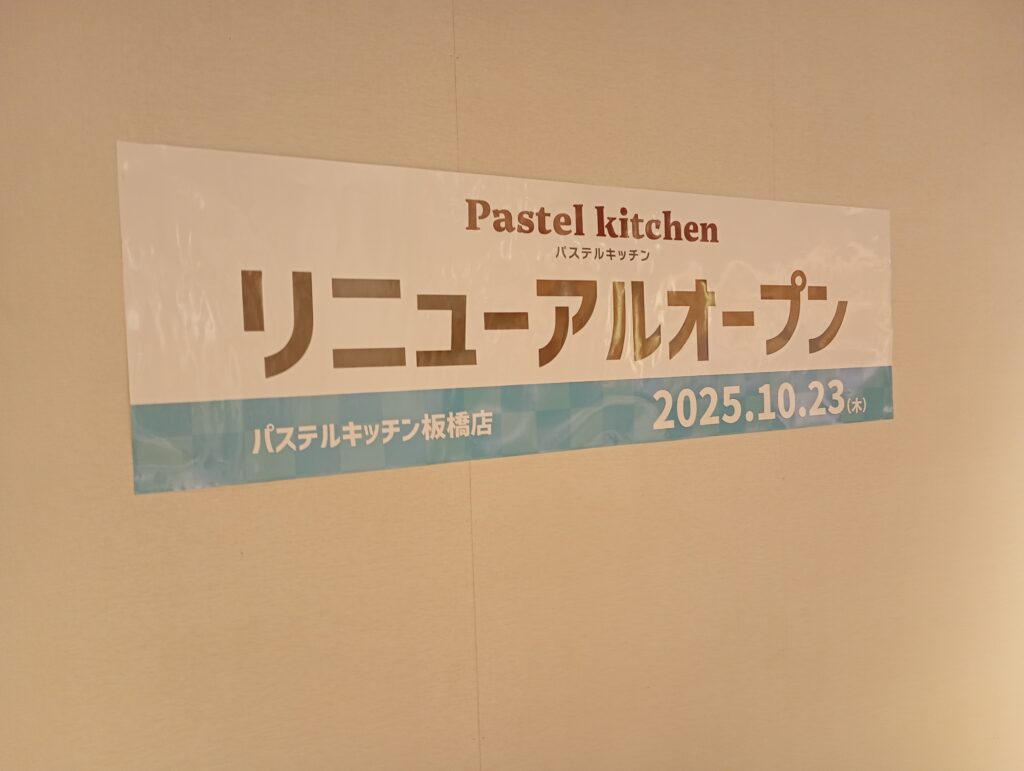 Pastel kitchen
パステルキッチン
リニューアルオープン
パステルキッチン板橋店 2025.10.23(木)